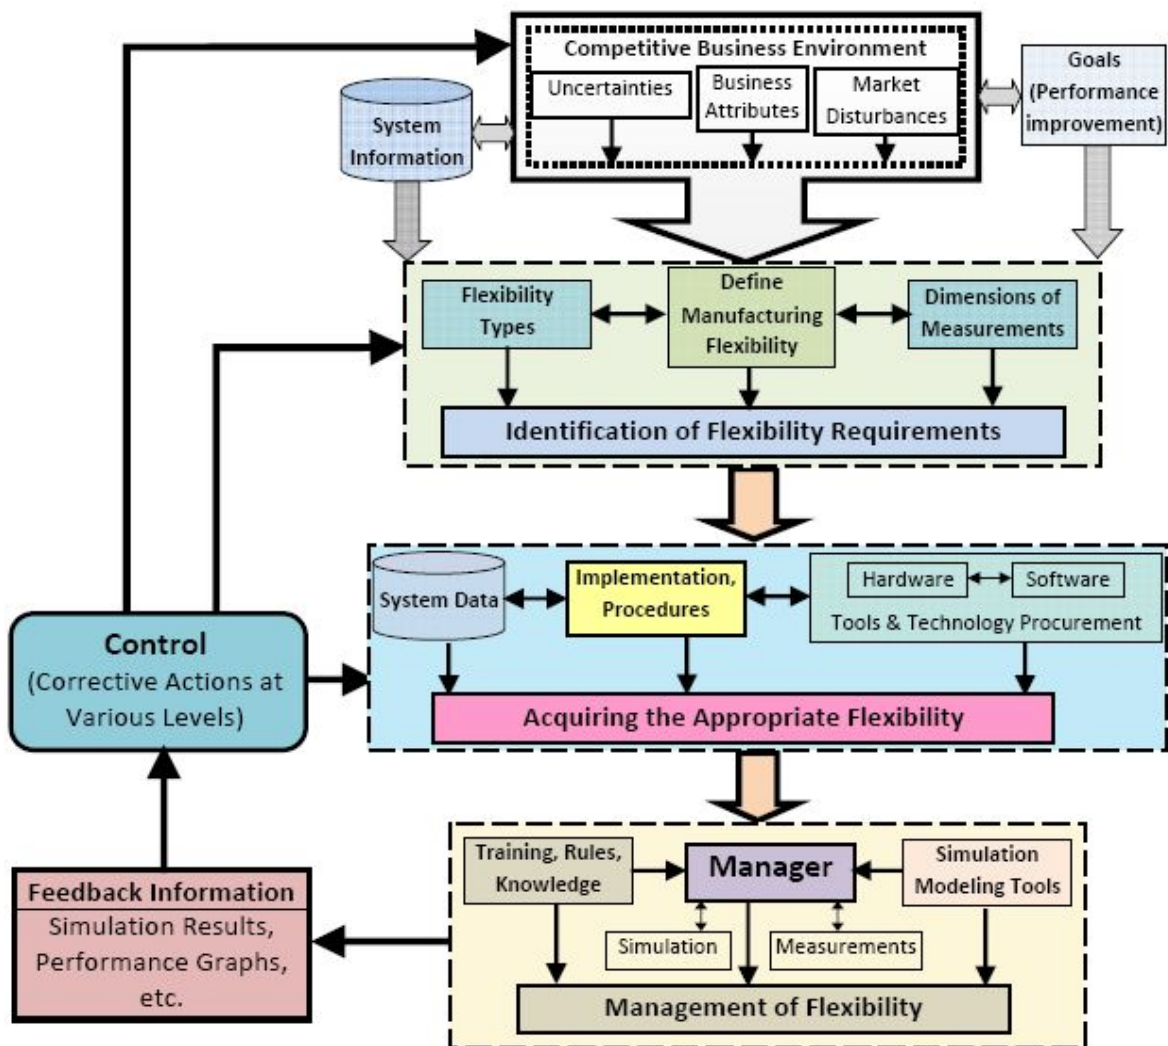 Competitive Business Environment
Uncertainties
Business
Attributes
Market
Disturbances
Goals
(Performance
improvement)
System
Information
Flexibility
Types
Define
Manufacturing
Flexibility
Dimensions of
Measurements
Identification of Flexibility Requirements
System Data
Implementation,
Procedures
Hardware
Software
Tools & Technology Procurement
Acquiring the Appropriate Flexibility
Control
(Corrective Actions at
Various Levels)
Training, Rules,
Knowledge
Manager
Simulation
Modeling Tools
Simulation
Measurements
Management of Flexibility
Feedback Information
Simulation Results,
Performance Graphs,
etc.